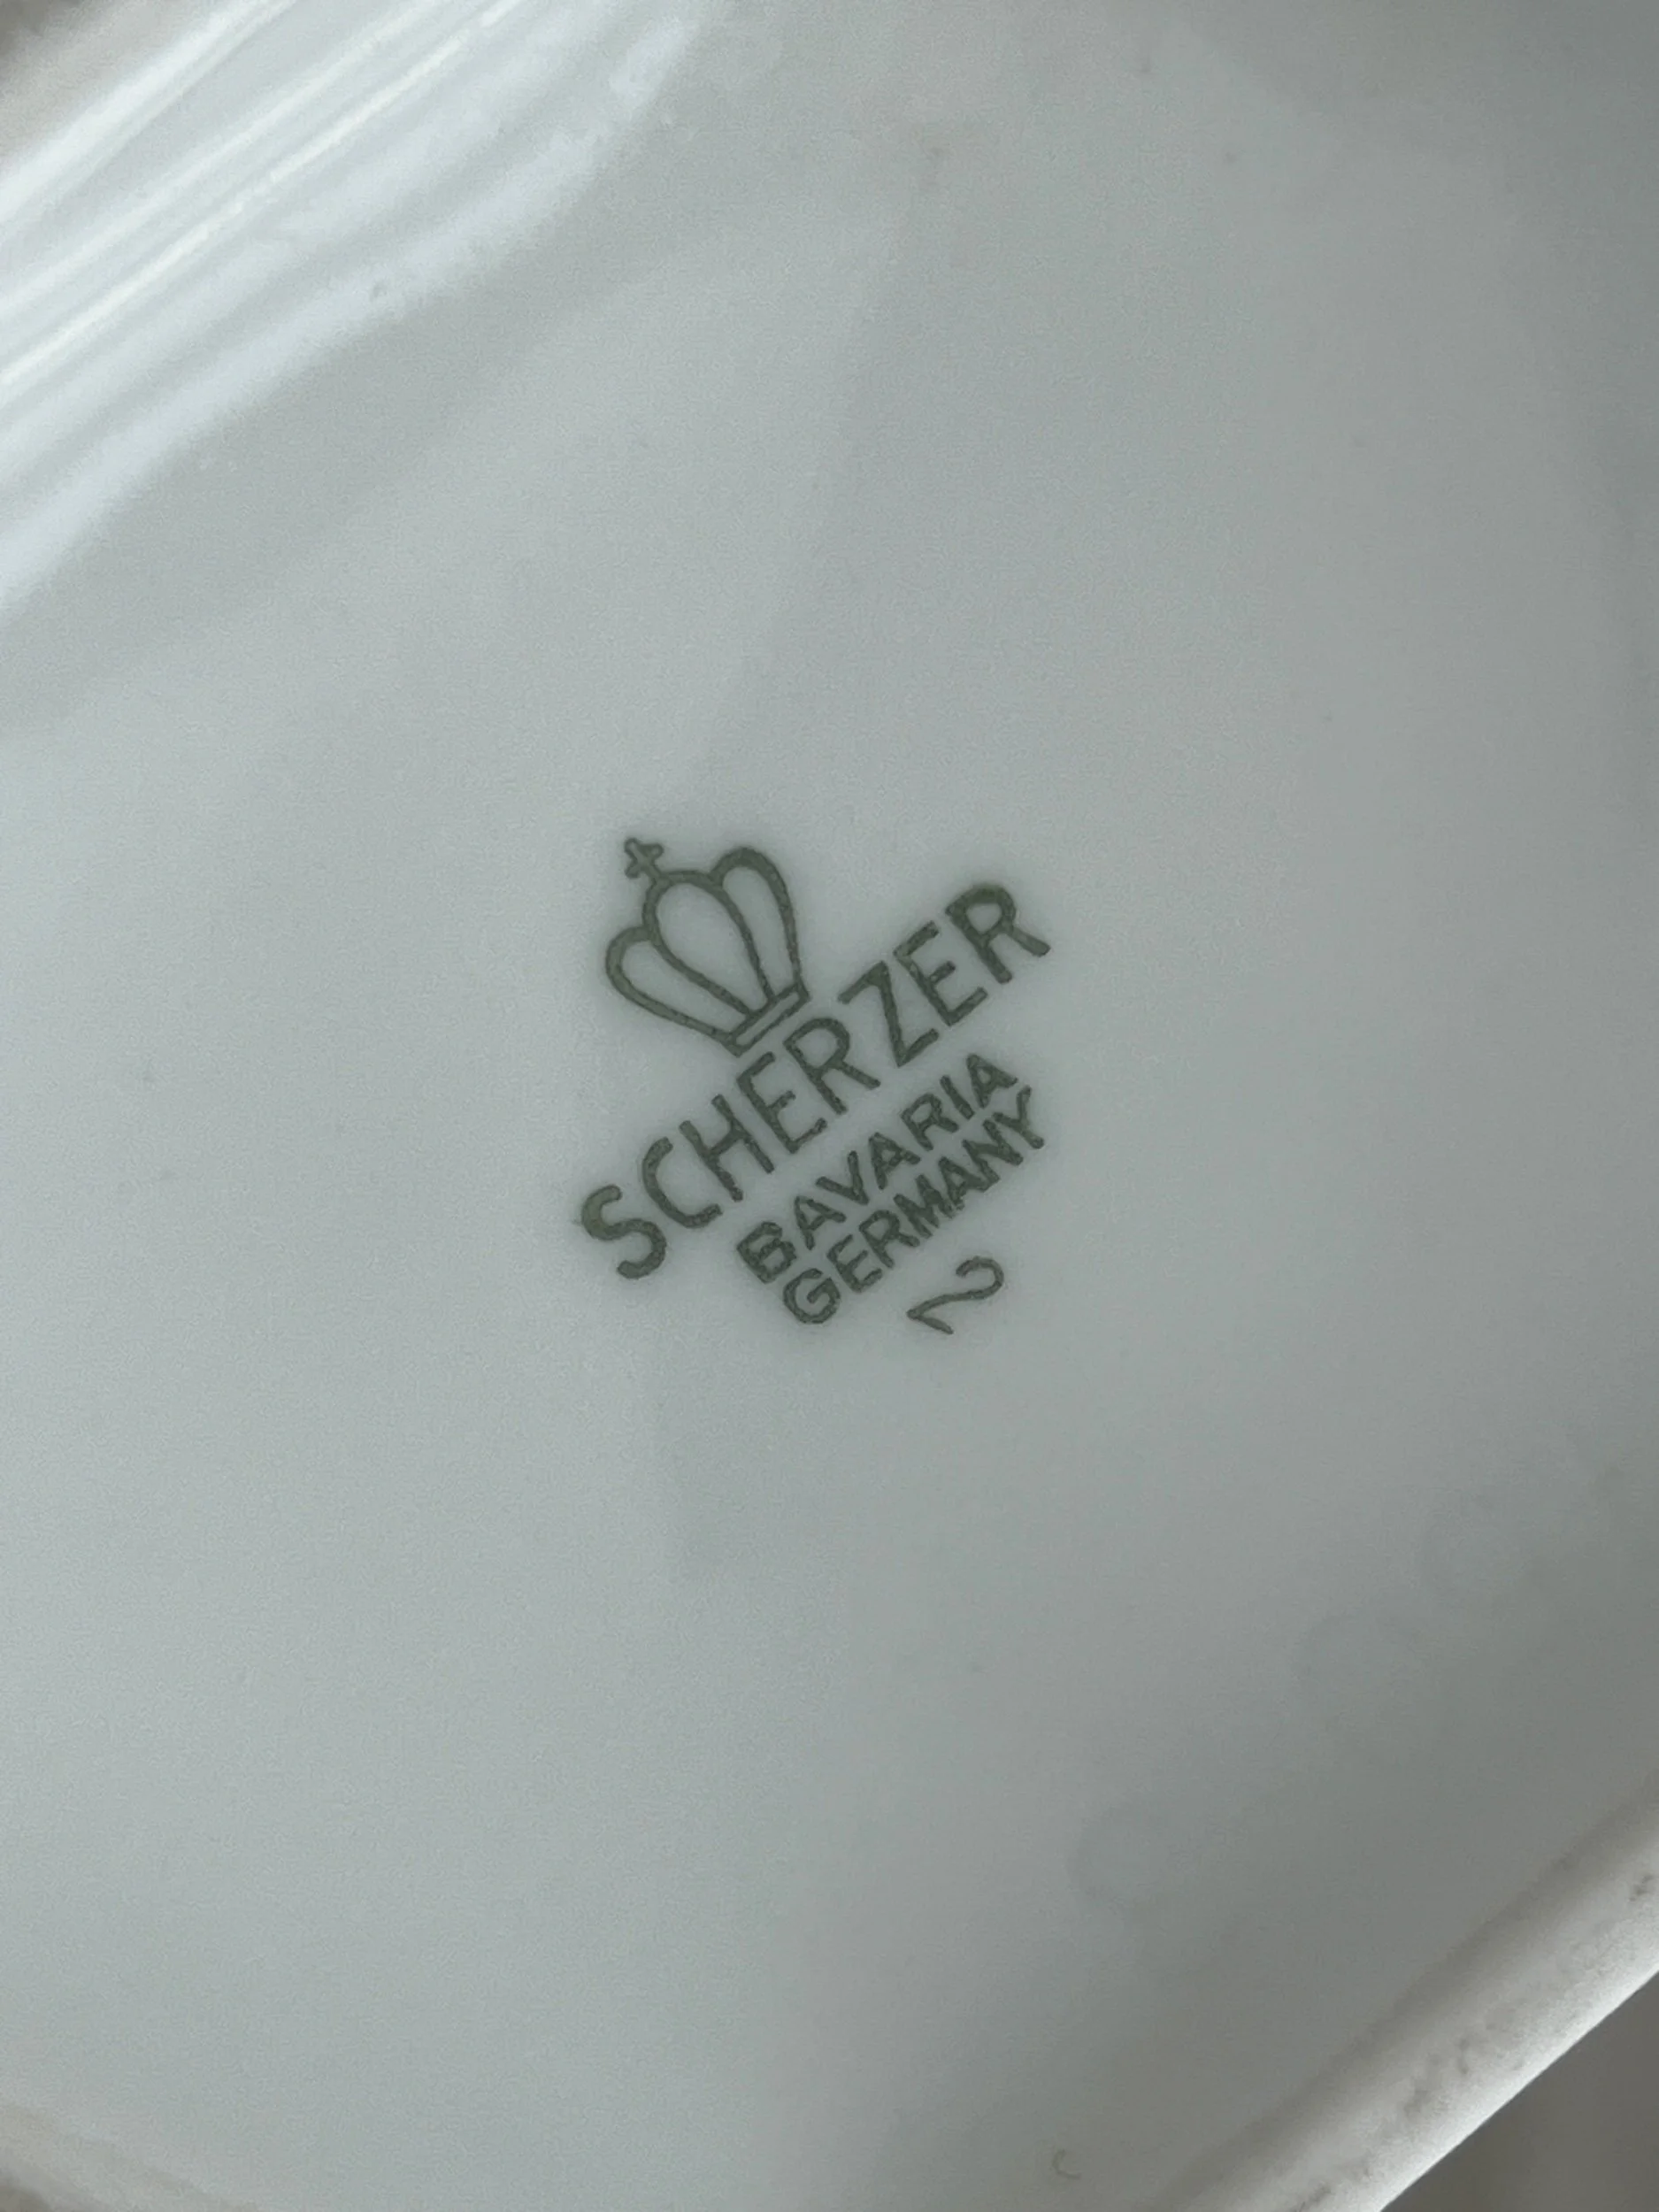 SCHERZER
BAVARIA
GERMANY
2